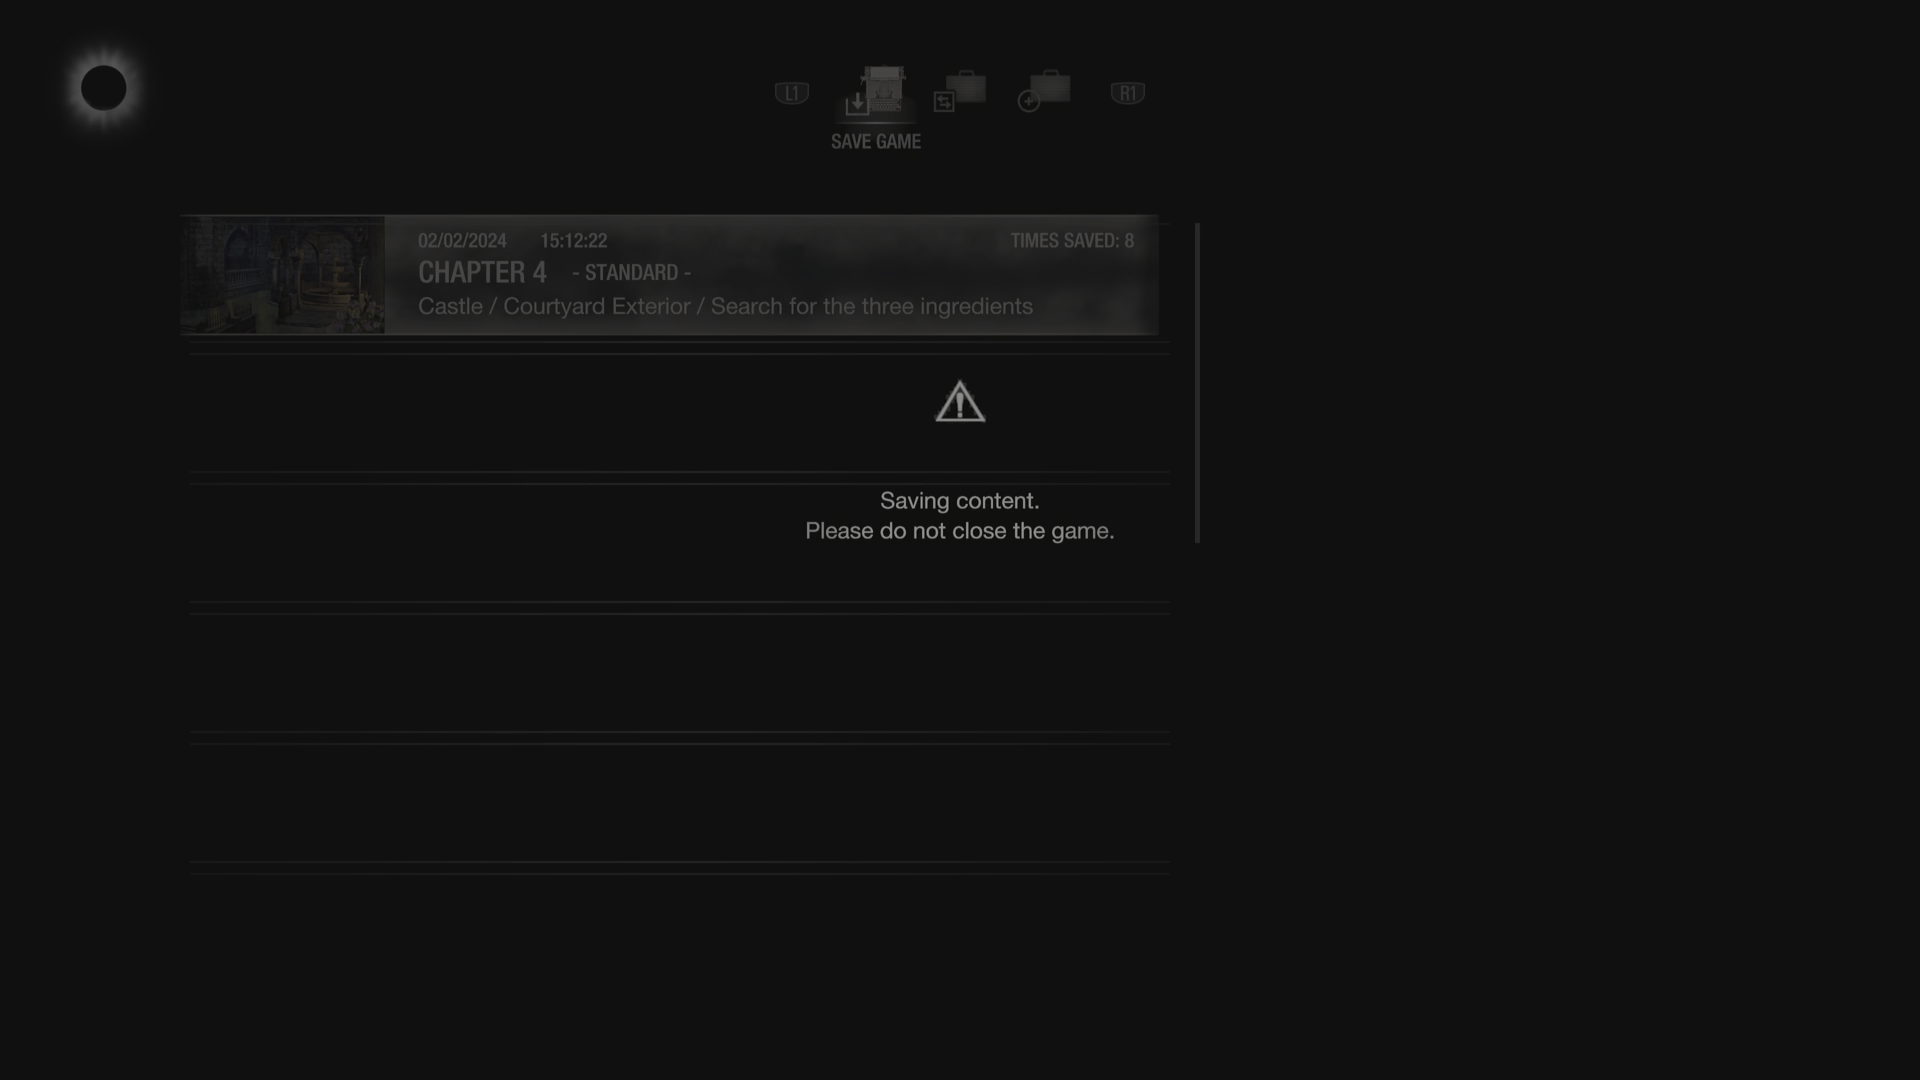 L1
R1
SAVE GAME
02/02/2024 15:12:22 TIMES SAVED: 8
CHAPTER 4 - STANDARD -
Castle / Courtyard Exterior / Search for the three ingredients
Saving content.
Please do not close the game.